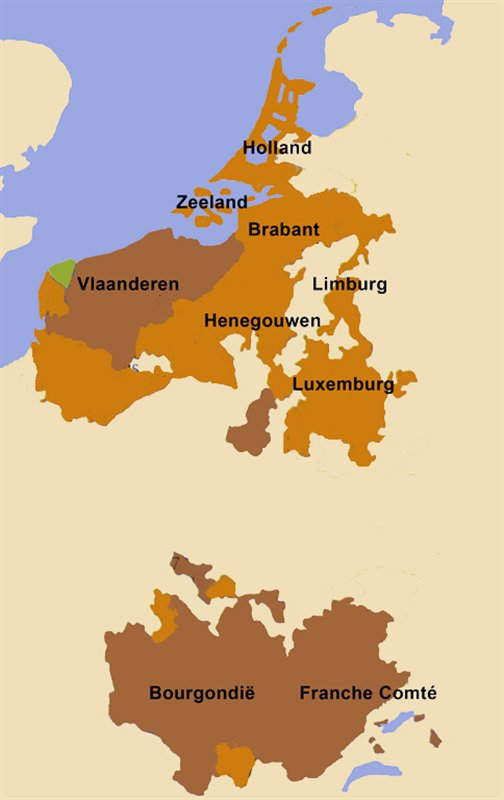 Holland
Zeeland
Brabant
Vlaanderen
Limburg
Henegouwen
Luxemburg
Bourgondië
Franche Comté